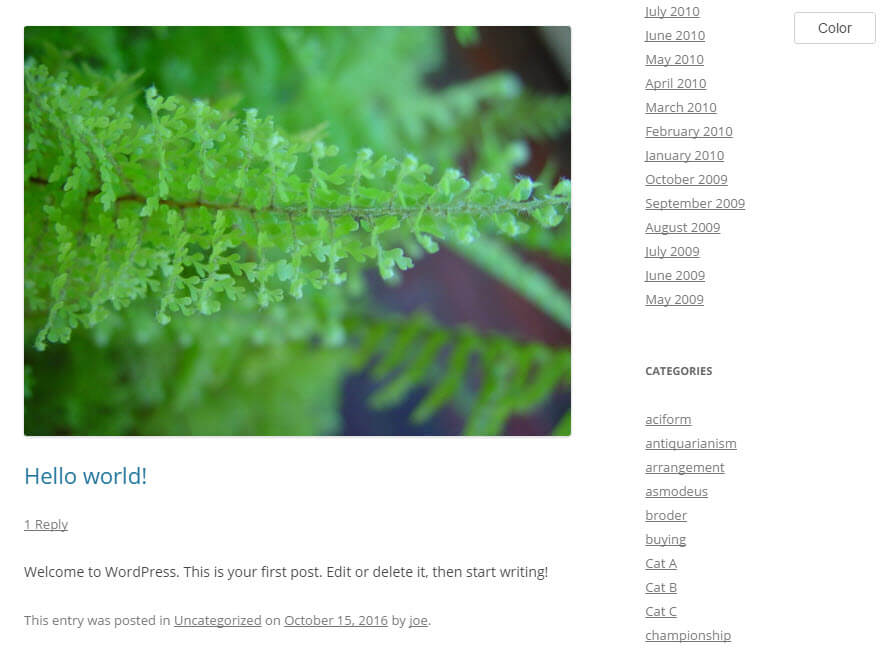 July 2010
June 2010
May 2010
April 2010
March 2010
February 2010
January 2010
October 2009
September 2009
August 2009
July 2009
June 2009
May 2009
Color
CATEGORIES
aciform
antiquarianism
arrangement
asmodeus
broder
buying
Cat A
Cat B
Cat C
championship
Hello world!
1 Reply
Welcome to WordPress. This is your first post. Edit or delete it, then start writing!
This entry was posted in Uncategorized on October 15, 2016 by joe.